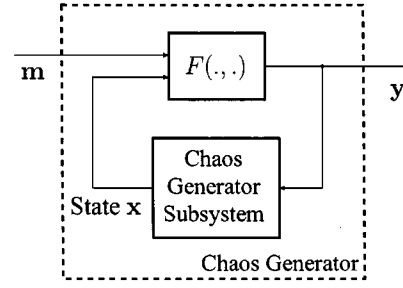 m
F(.,.)
y
Chaos
Generator
Subsystem
State x
Chaos Generator